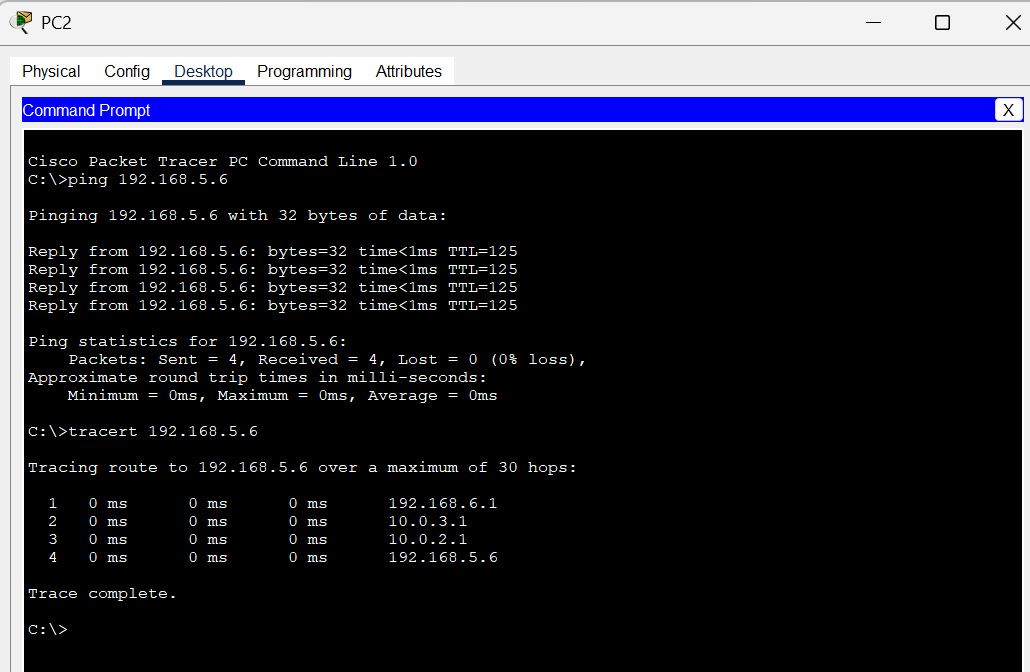 PC2
Physical Config Desktop Programming Attributes
Command Prompt
X
Cisco Packet Tracer PC Command Line 1.0
C:\>ping 192.168.5.6
Pinging 192.168.5.6 with 32 bytes of data:
Reply from 192.168.5.6: bytes=32 time<1ms TTL=125
Reply from 192.168.5.6: bytes=32 time<1ms TTL=125
Reply from 192.168.5.6: bytes=32 time<1ms TTL=125
Reply from 192.168.5.6: bytes=32 time<1ms TTL=125
Ping statistics for 192.168.5.6:
    Packets: Sent = 4, Received = 4, Lost = 0 (0% loss),
Approximate round trip times in milli-seconds:
    Minimum = 0ms, Maximum = 0ms, Average = 0ms
C:\>tracert 192.168.5.6
Tracing route to 192.168.5.6 over a maximum of 30 hops:
  1   0 ms      0 ms      0 ms      192.168.6.1
  2   0 ms      0 ms      0 ms      10.0.3.1
  3   0 ms      0 ms      0 ms      10.0.2.1
  4   0 ms      0 ms      0 ms      192.168.5.6
Trace complete.
C:\>